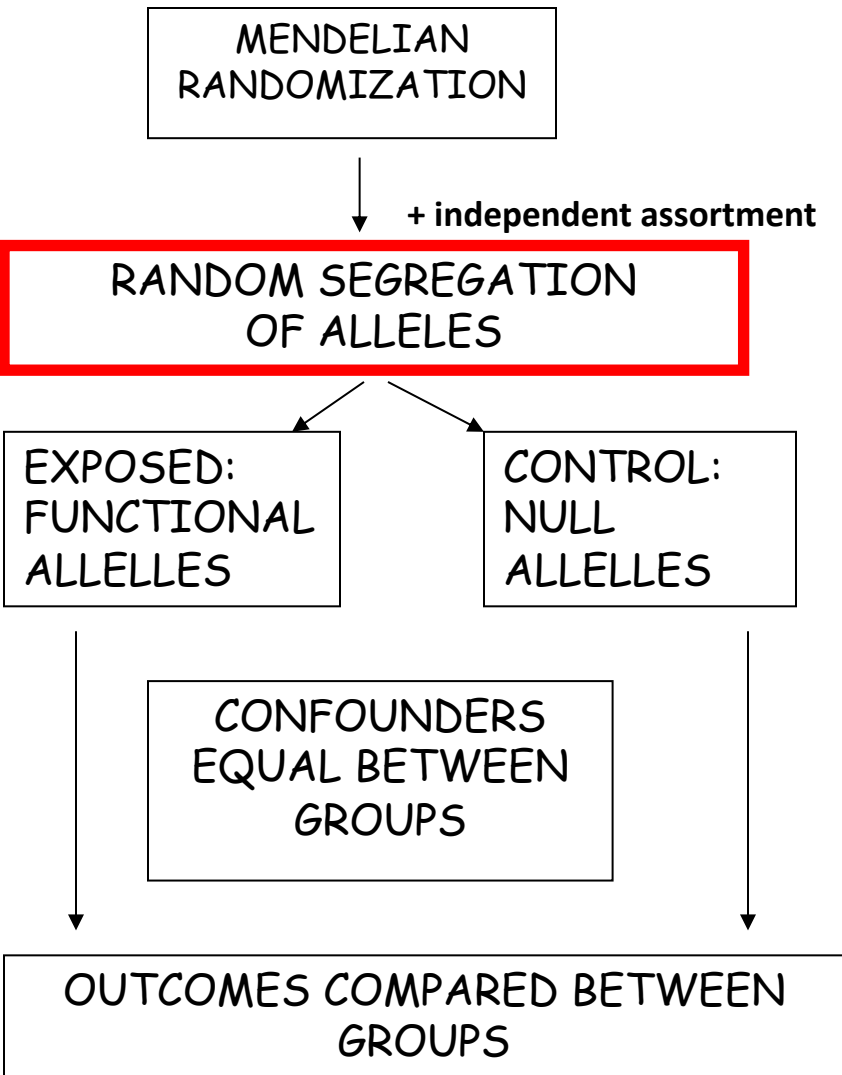 MENDELIAN
RANDOMIZATION
+ independent assortment
RANDOM SEGREGATION
OF ALLELES
EXPOSED:
FUNCTIONAL
ALLELLES
CONTROL:
NULL
ALLELLES
CONFOUNDERS
EQUAL BETWEEN
GROUPS
OUTCOMES COMPARED BETWEEN
GROUPS